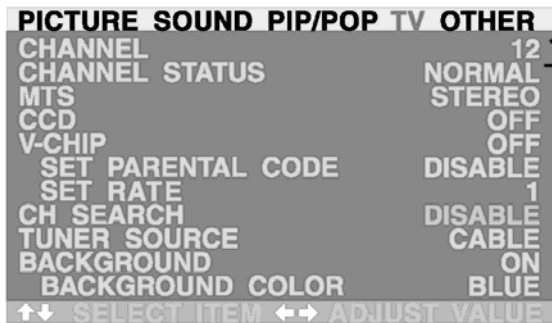 PICTURE SOUND PIP/POP TV OTHER
CHANNEL 12
CHANNEL STATUS NORMAL
MTS STEREO
CCD OFF
V-CHIP OFF
SET PARENTAL CODE DISABLE
SET RATE 1
CH SEARCH DISABLE
TUNER SOURCE CABLE
BACKGROUND ON
BACKGROUND COLOR BLUE
↑↓ SELECT ITEM ←→ ADJUST VALUE